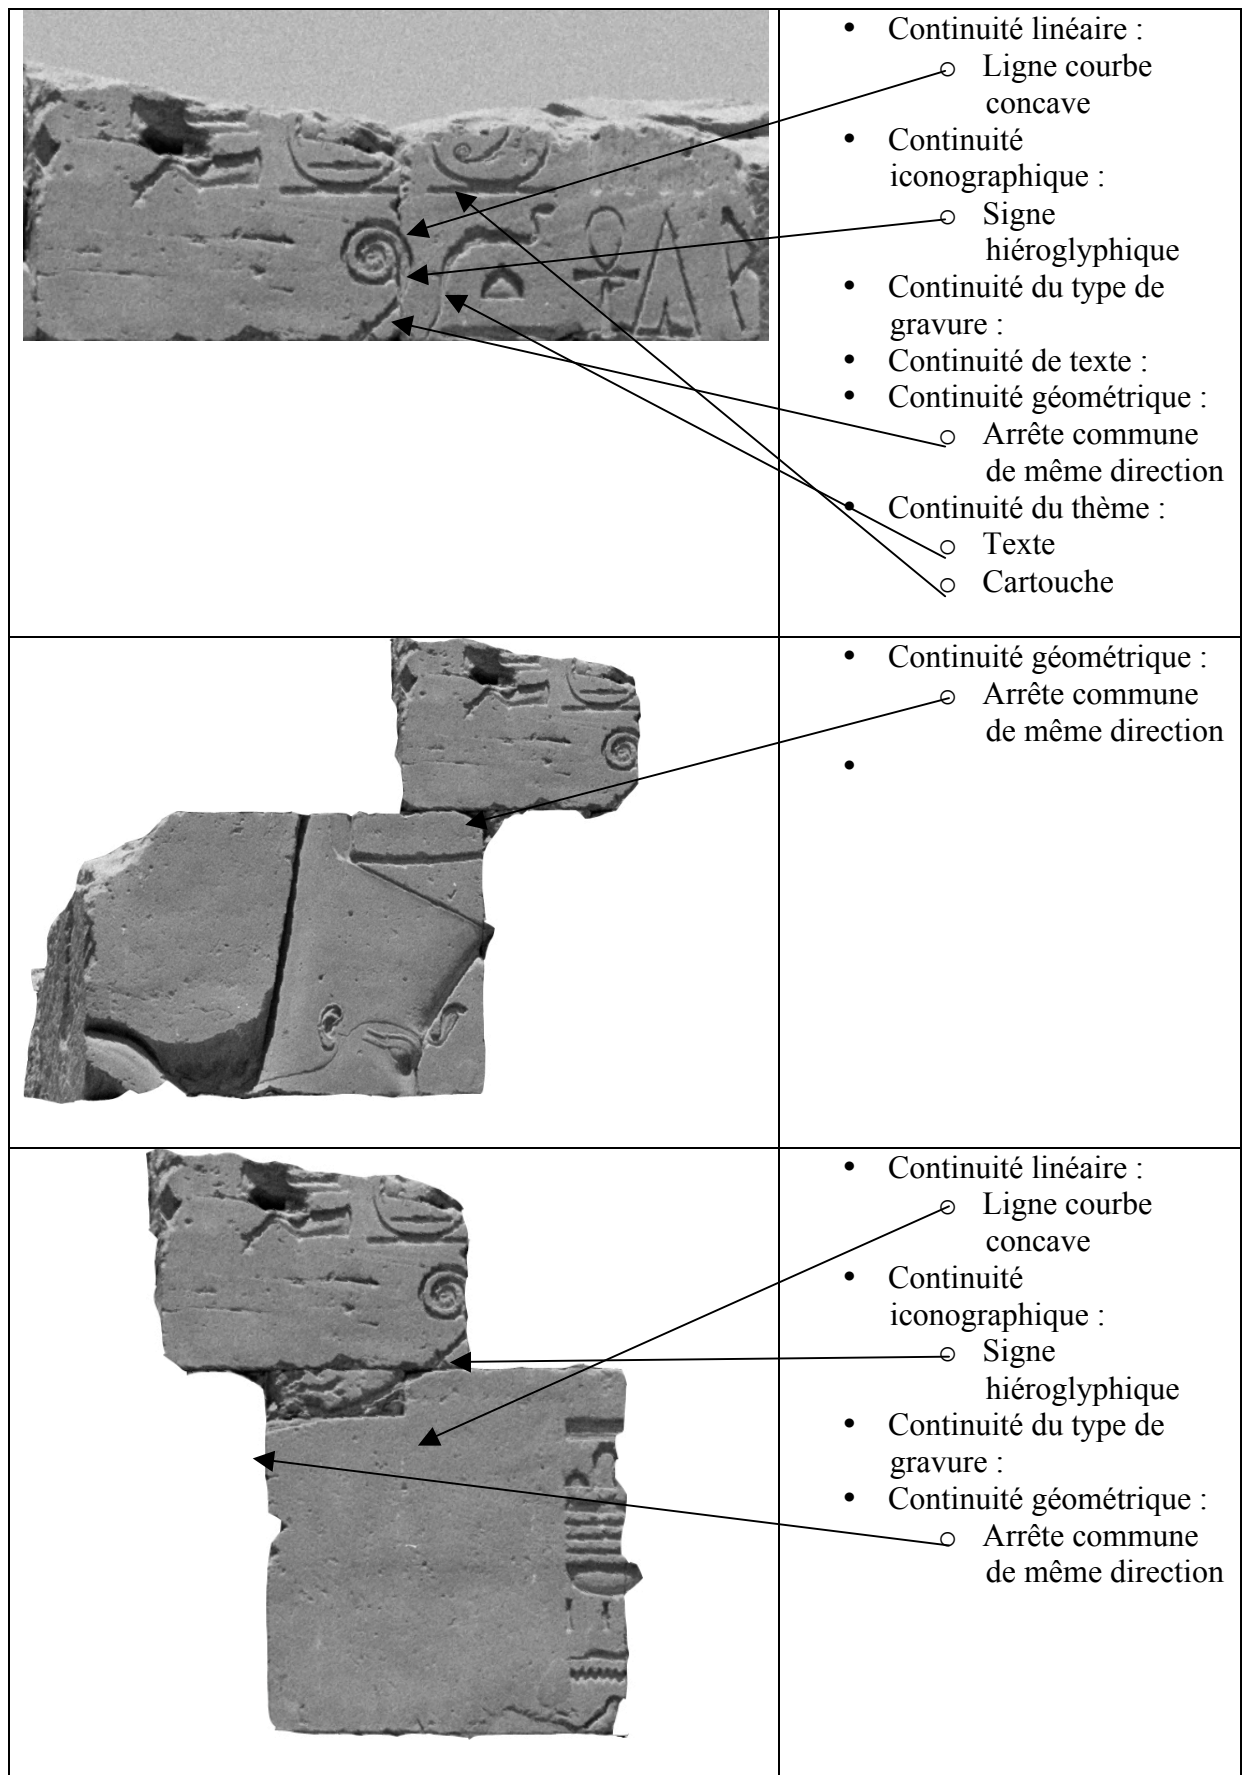 • Continuité linéaire :
○ Ligne courbe
concave
• Continuité
iconographique :
○ Signe
hiéroglyphique
• Continuité du type de
gravure :
• Continuité de texte :
• Continuité géométrique :
○ Arrête commune
de même direction
• Continuité du thème :
○ Texte
○ Cartouche
• Continuité géométrique :
○ Arrête commune
de même direction
•
• Continuité linéaire :
○ Ligne courbe
concave
• Continuité
iconographique :
○ Signe
hiéroglyphique
• Continuité du type de
gravure :
• Continuité géométrique :
○ Arrête commune
de même direction